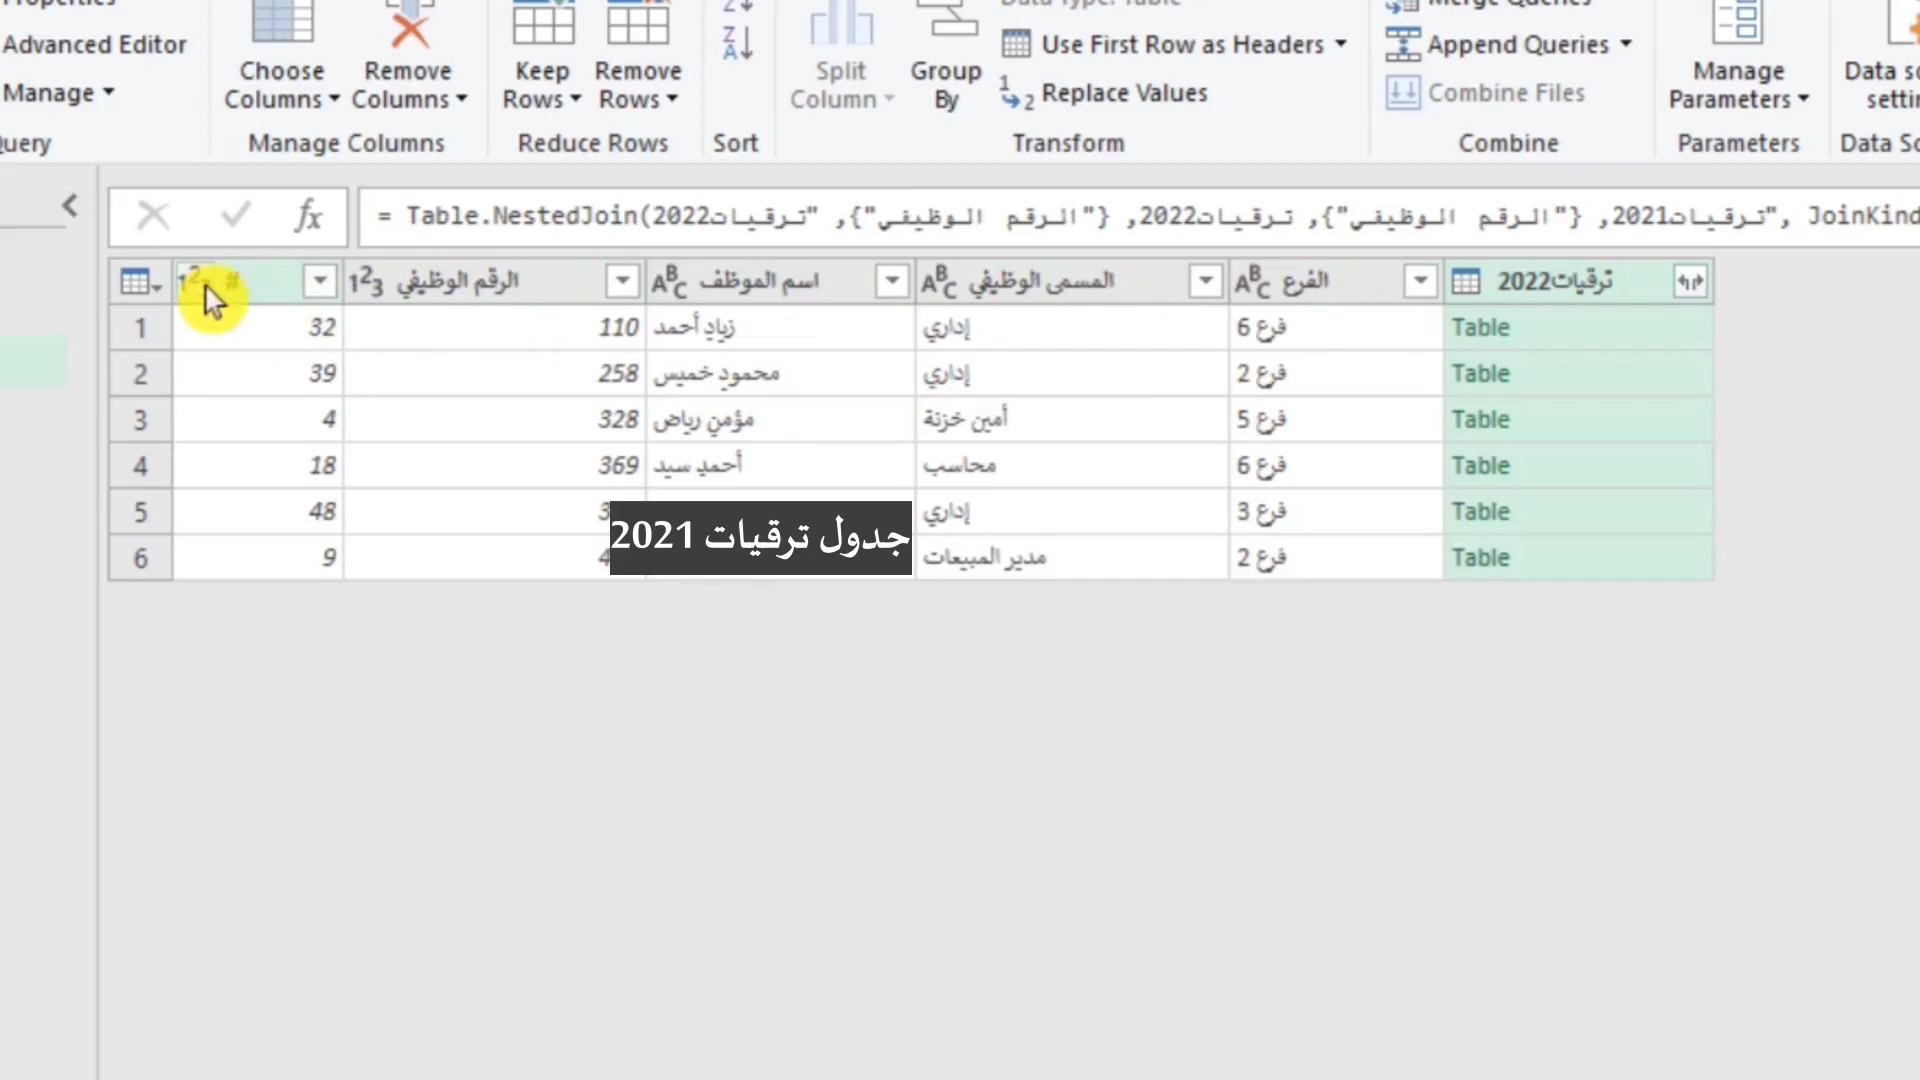 Advanced Editor
Manage
Choose Columns
Remove Columns
Manage Columns
Keep Rows
Remove Rows
Reduce Rows
Sort
Split Column
Group By
Use First Row as Headers
Replace Values
Transform
Append Queries
Combine Files
Combine
Manage Parameters
Parameters
= Table.NestedJoin(ترقيات2021, {"الرقم الوظيفي"}, ترقيات2022, {"الرقم الوظيفي"}, "ترقيات2022", JoinKind
# الرقم الوظيفي اسم الموظف المسمى الوظيفي الفرع ترقيات2022
1 32 110 زياد أحمد إداري فرع 6 Table
2 39 258 محمود خميس إداري فرع 2 Table
3 4 328 مؤمن رياض أمين خزنة فرع 5 Table
4 18 369 أحمد سيد محاسب فرع 6 Table
5 48 إداري فرع 3 Table
جدول ترقيات 2021
6 9 مدير المبيعات فرع 2 Table